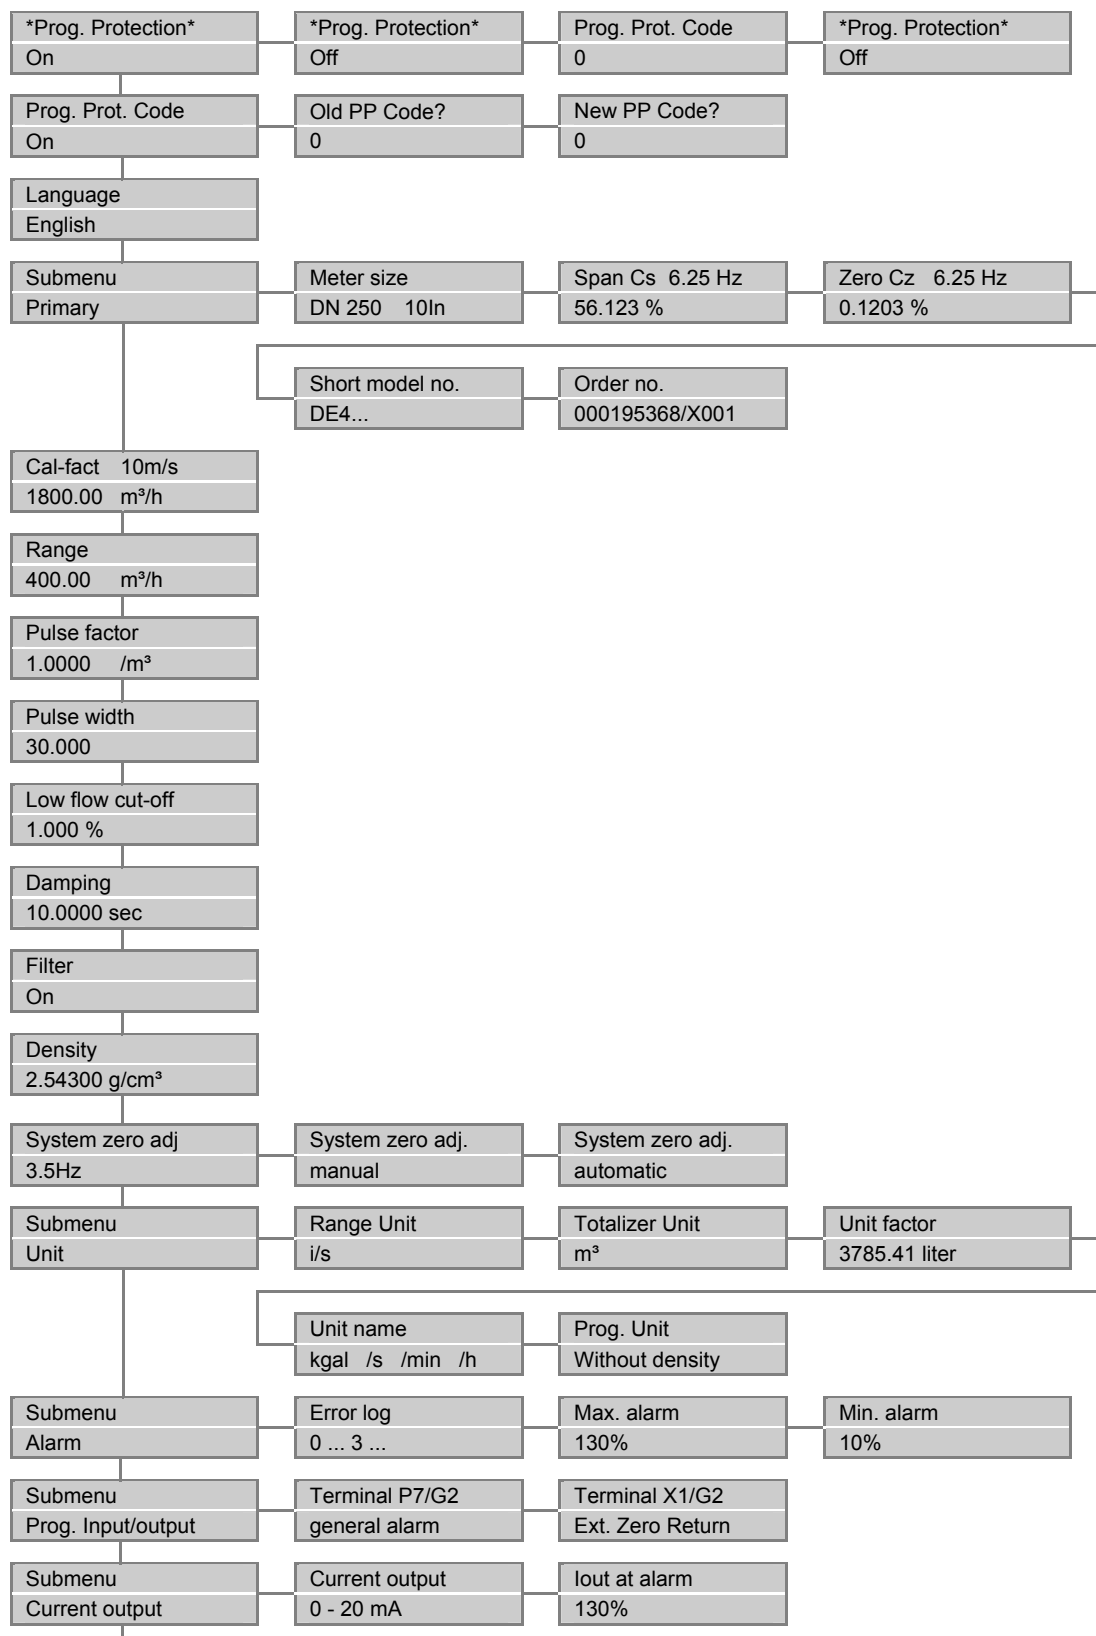 *Prog. Protection*
On
*Prog. Protection*
Off
Prog. Prot. Code
0
*Prog. Protection*
Off
Prog. Prot. Code
On
Old PP Code?
0
New PP Code?
0
Language
English
Submenu
Primary
Meter size
DN 250 10In
Span Cs 6.25 Hz
56.123 %
Zero Cz 6.25 Hz
0.1203 %
Short model no.
DE4...
Order no.
000195368/X001
Cal-fact 10m/s
1800.00 m³/h
Range
400.00 m³/h
Pulse factor
1.0000 /m³
Pulse width
30.000
Low flow cut-off
1.000 %
Damping
10.0000 sec
Filter
On
Density
2.54300 g/cm³
System zero adj
3.5Hz
System zero adj.
manual
System zero adj.
automatic
Submenu
Unit
Range Unit
i/s
Totalizer Unit
m³
Unit factor
3785.41 liter
Unit name
kgal /s /min /h
Prog. Unit
Without density
Submenu
Alarm
Error log
0 ... 3 ...
Max. alarm
130%
Min. alarm
10%
Submenu
Prog. Input/output
Terminal P7/G2
general alarm
Terminal X1/G2
Ext. Zero Return
Submenu
Current output
Current output
0 - 20 mA
Iout at alarm
130%